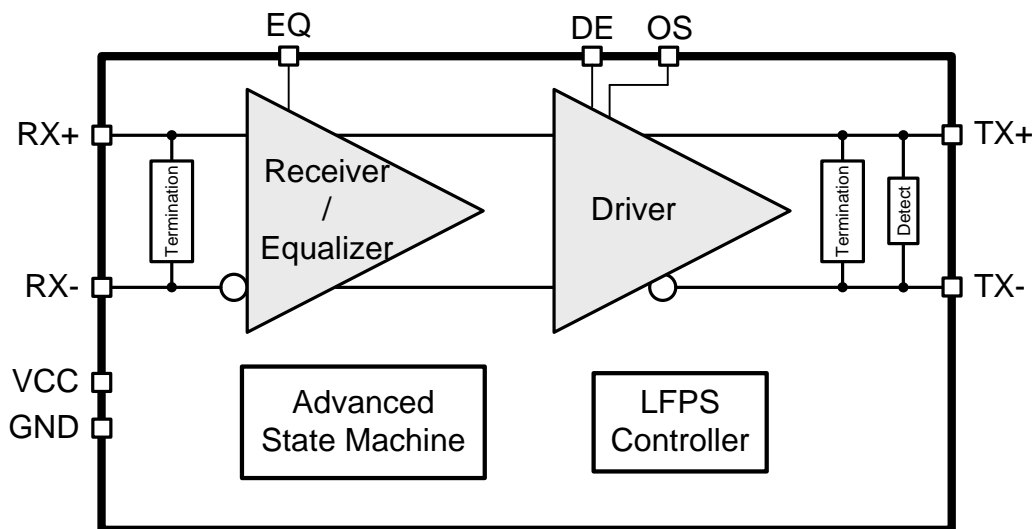 EQ
DE
OS
RX+
TX+
Termination
Receiver
/
Equalizer
Driver
Termination
Detect
RX-
TX-
VCC
GND
Advanced
State Machine
LFPS
Controller